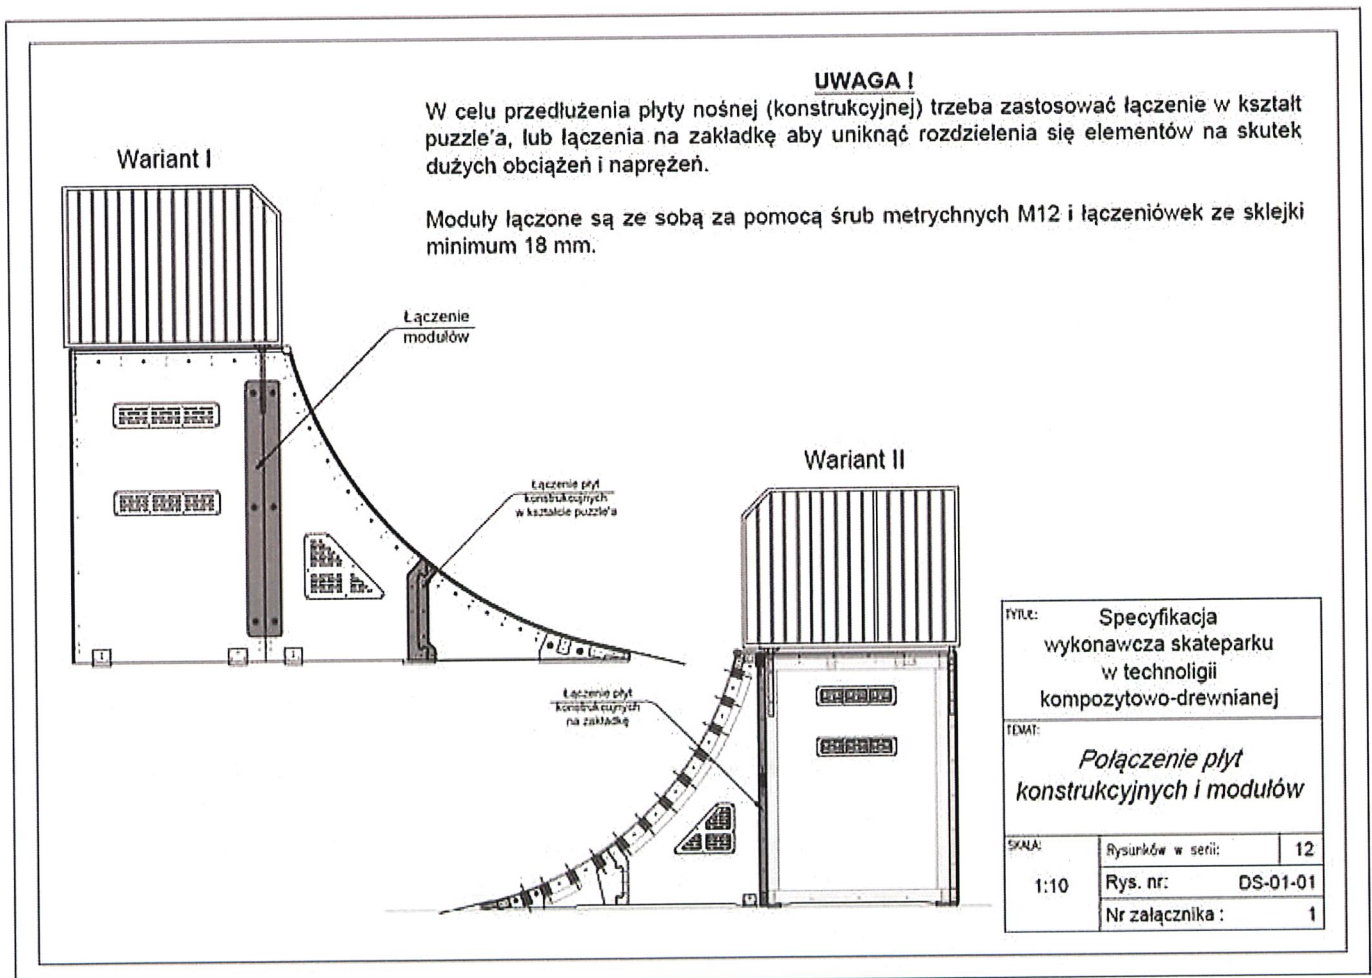 UWAGA !
W celu przedłużenia płyty nośnej (konstrukcyjnej) trzeba zastosować łączenie w kształt
puzzle'a, lub łączenia na zakładkę aby uniknąć rozdzielenia się elementów na skutek
dużych obciążeń i naprężeń.
Moduły łączone są ze sobą za pomocą śrub metrychnych M12 i łączeniówek ze sklejki
minimum 18 mm.
Wariant I
Łączenie
modułów
Łączenie płyt
konstrukcyjnych
w kształcie puzzle'a
Wariant II
Łączenie płyt
konstrukcyjnych
na zakładkę
TYTUŁ:
Specyfikacja
wykonawcza skateparku
w technoligii
kompozytowo-drewnianej
TEMAT:
Połączenie płyt
konstrukcyjnych i modułów
SKALA:
1:10
Rysunków w serii: 12
Rys. nr: DS-01-01
Nr załącznika : 1